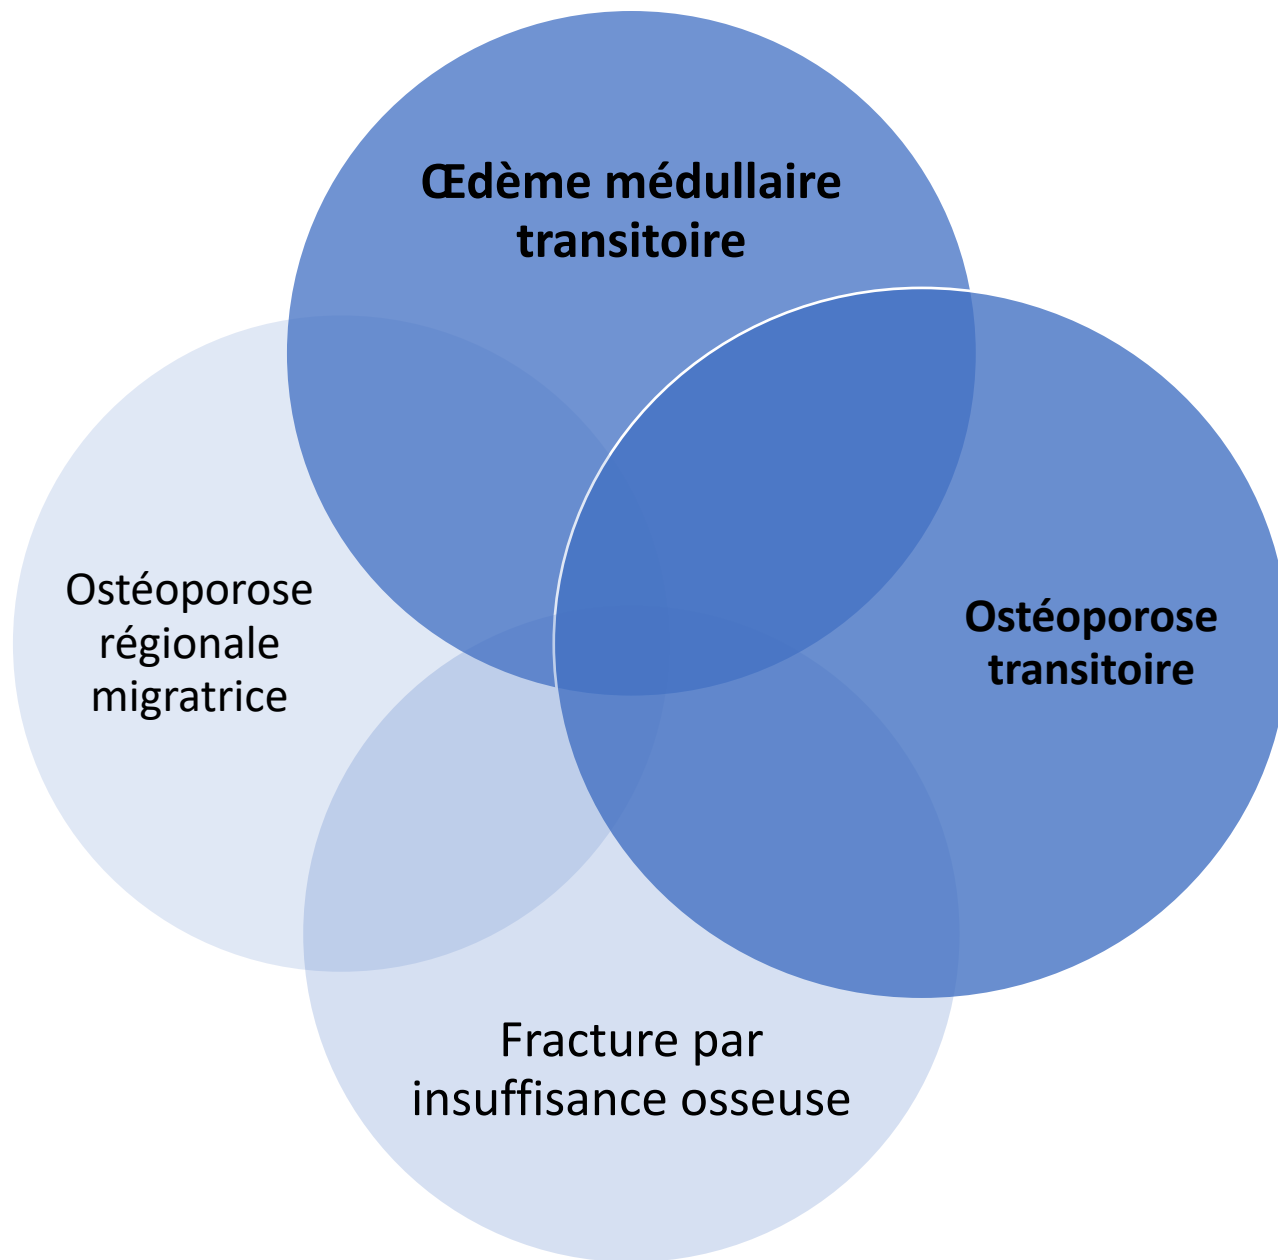 Œdème médullaire
transitoire
Ostéoporose
régionale
migratrice
Ostéoporose
transitoire
Fracture par
insuffisance osseuse